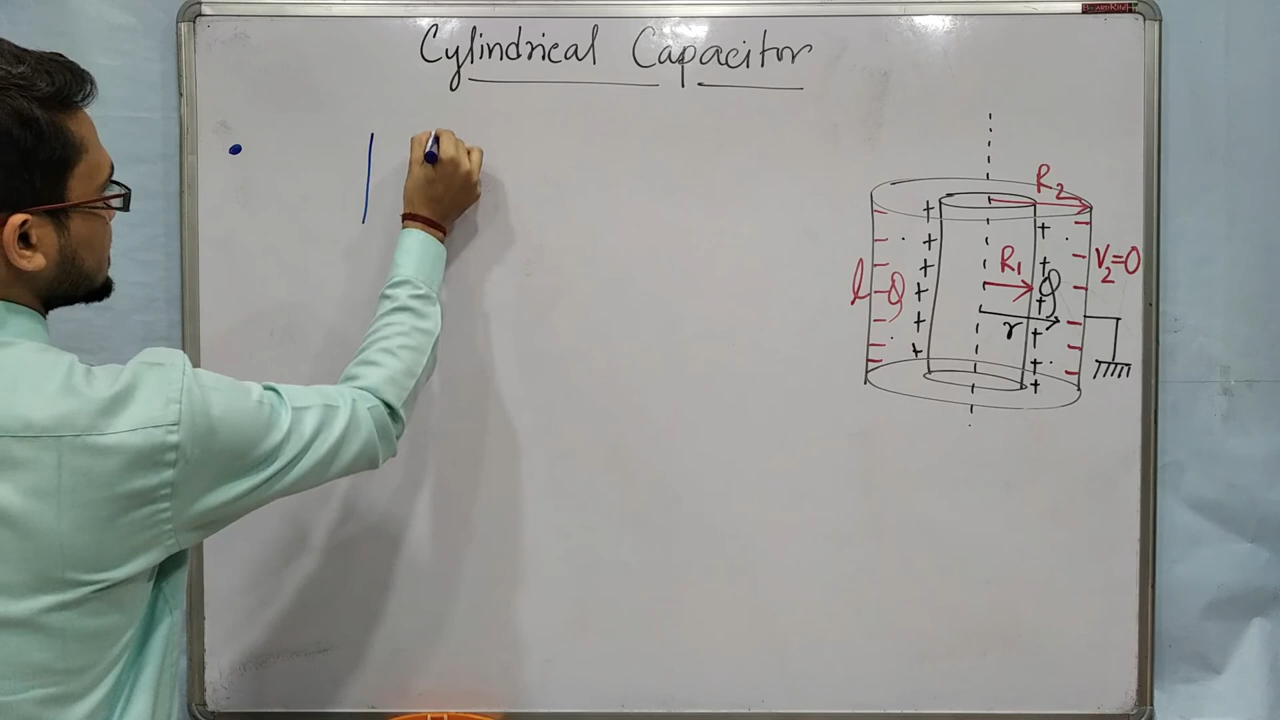 Cylindrical Capacitor
R₂
+ +
+ +
R₁
V₂=0
l
-Q
Q
r